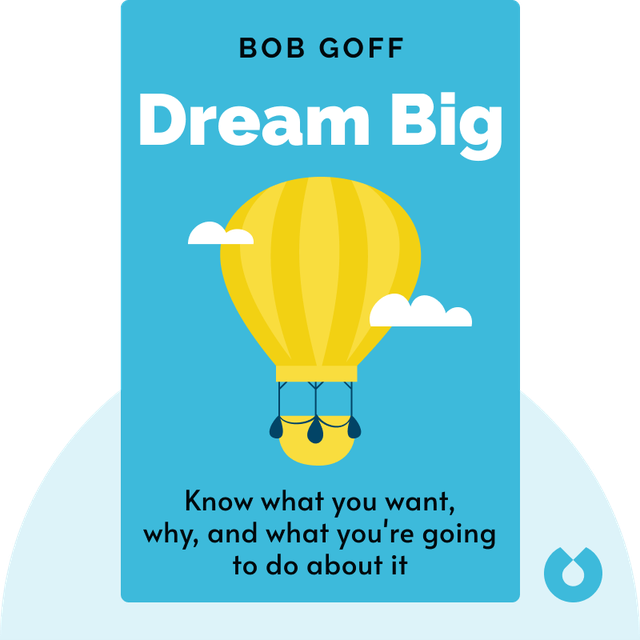 BOB GOFF
Dream Big
Know what you want,
why, and what you're going
to do about it